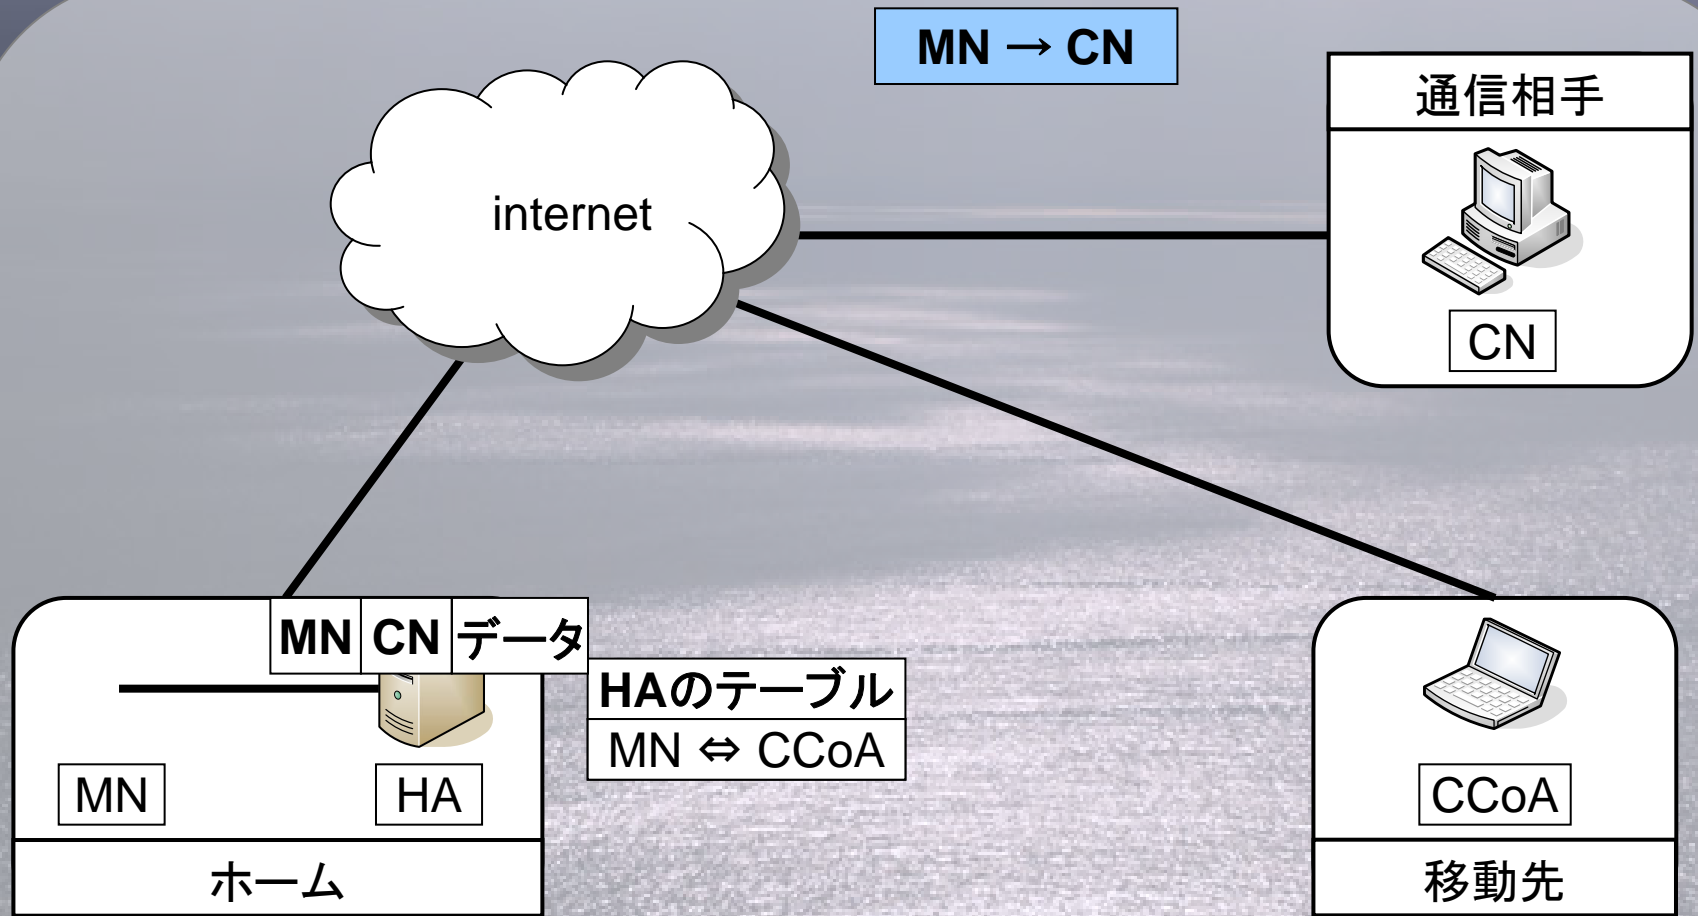 MN → CN
通信相手
internet
CN
MN CN データ
HAのテーブル
MN ⇔ CCoA
MN
HA
CCoA
ホーム
移動先